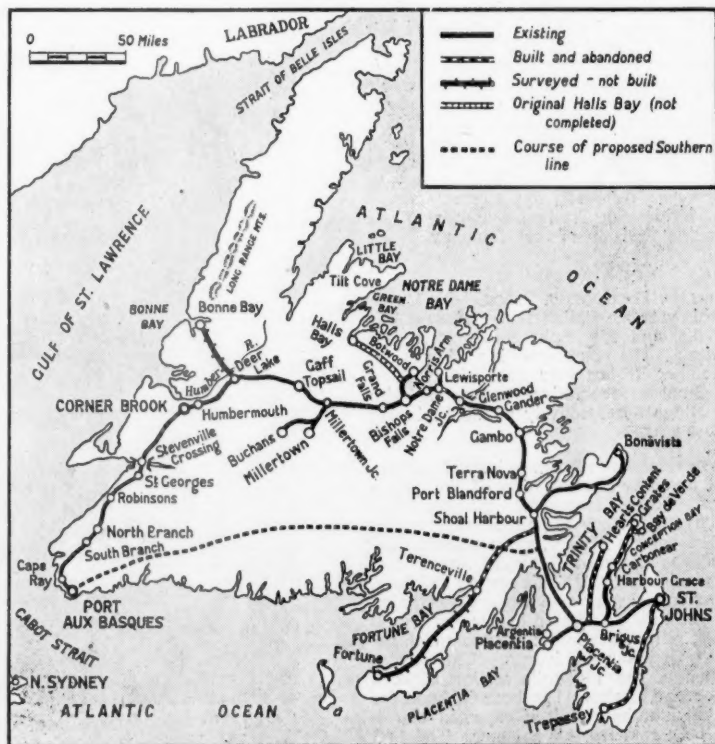 LABRADOR
0 50 Miles
STRAIT OF BELLE ISLES
Existing
Built and abandoned
Surveyed - not built
Original Halls Bay (not
completed)
Course of proposed Southern
line
GULF OF ST. LAWRENCE
LONG RANGE MTS.
ATLANTIC
OCEAN
LITTLE
BAY
Tilt Cove
GREEN
BAY
NOTRE DAME
BAY
BONNE
BAY
Bonne Bay
Halls
Bay
Botwood
Norris Arm
Lewisporte
Humber R.
Deer
Lake
Gaff
Topsail
Grand
Falls
Glenwood
Gander
CORNER BROOK
Humbermouth
Bishops
Falls
Notre Dame
Jc.
Gambo
Buchans
Millertown
Millertown Jc.
Stevenville
Crossing
St Georges
Robinsons
Terra Nova
Port Blandford
Shoal Harbour
Bonavista
North Eranch
South Branch
Cape
Ray
PORT
AUX BASQUES
CABOT STRAIT
N. SYDNEY
Terenceville
FORTUNE BAY
Fortune
TRINITY BAY
Hearts Content
Grates
Bay de Verde
CONCEPTION BAY
Carbonear
Harbour Grace
ST.
JOHNS
Argentia
Placentia
Placentia
Jc.
Brigus
Jc.
PLACENTIA BAY
Trepassey
ATLANTIC OCEAN